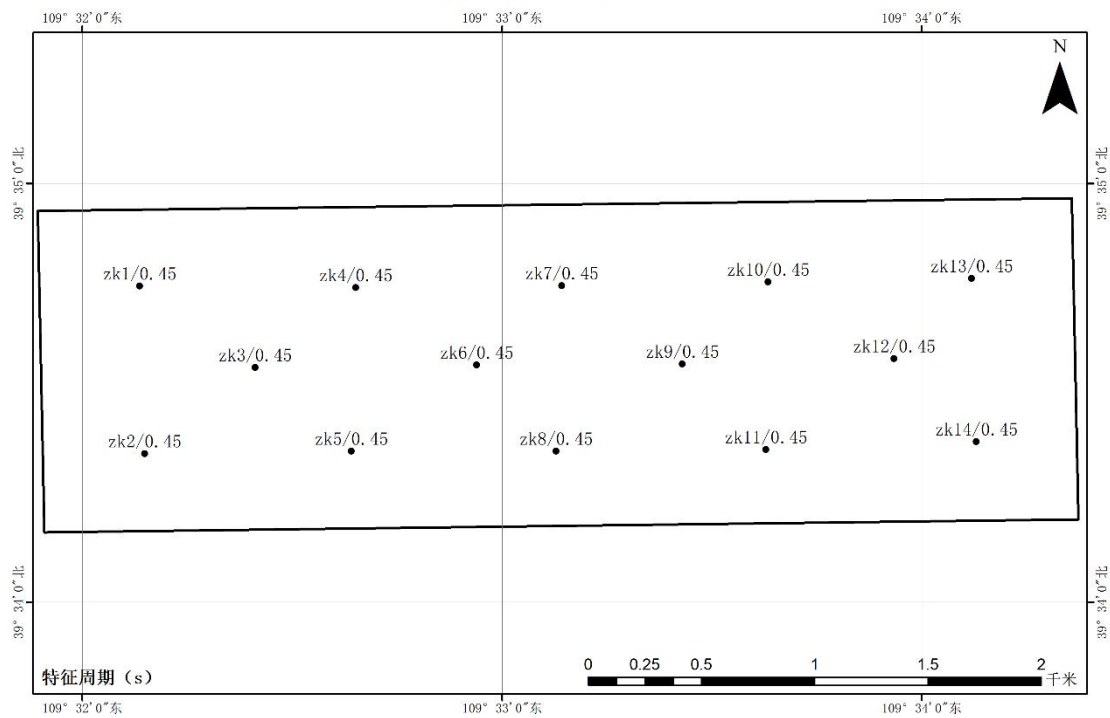 109° 32′0″东
109° 33′0″东
109° 34′0″东
N
39° 35′0″北
39° 35′0″北
zk1/0.45
zk4/0.45
zk7/0.45
zk10/0.45
zk13/0.45
zk3/0.45
zk6/0.45
zk9/0.45
zk12/0.45
zk2/0.45
zk5/0.45
zk8/0.45
zk11/0.45
zk14/0.45
39° 34′0″北
39° 34′0″北
特征周期（s）
0 0.25 0.5 1 1.5 2
千米
109° 32′0″东
109° 33′0″东
109° 34′0″东